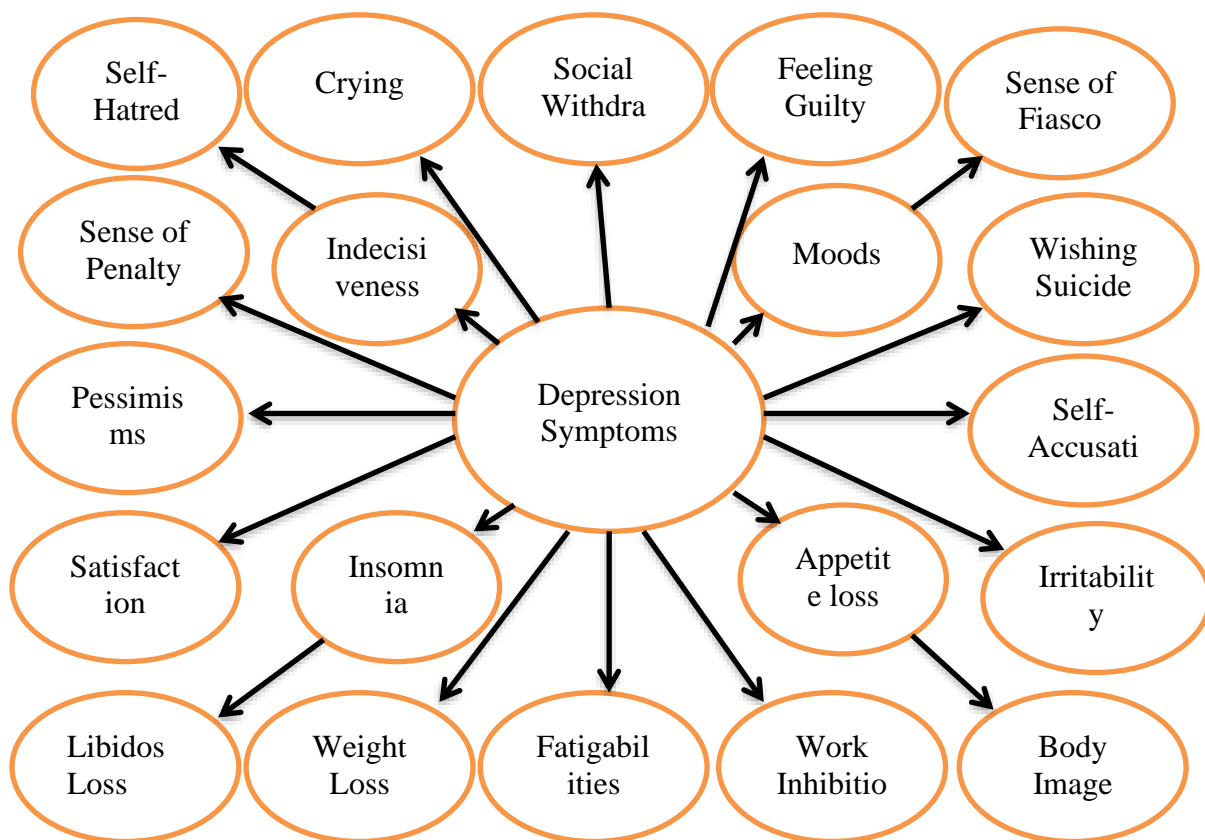 Self-
Hatred
Crying
Social
Withdra
Feeling
Guilty
Sense of
Fiasco
Sense of
Penalty
Indecisi
veness
Moods
Wishing
Suicide
Pessimis
ms
Depression
Symptoms
Self-
Accusati
Satisfact
ion
Insomn
ia
Appetit
e loss
Irritabilit
y
Libidos
Loss
Weight
Loss
Fatigabil
ities
Work
Inhibitio
Body
Image